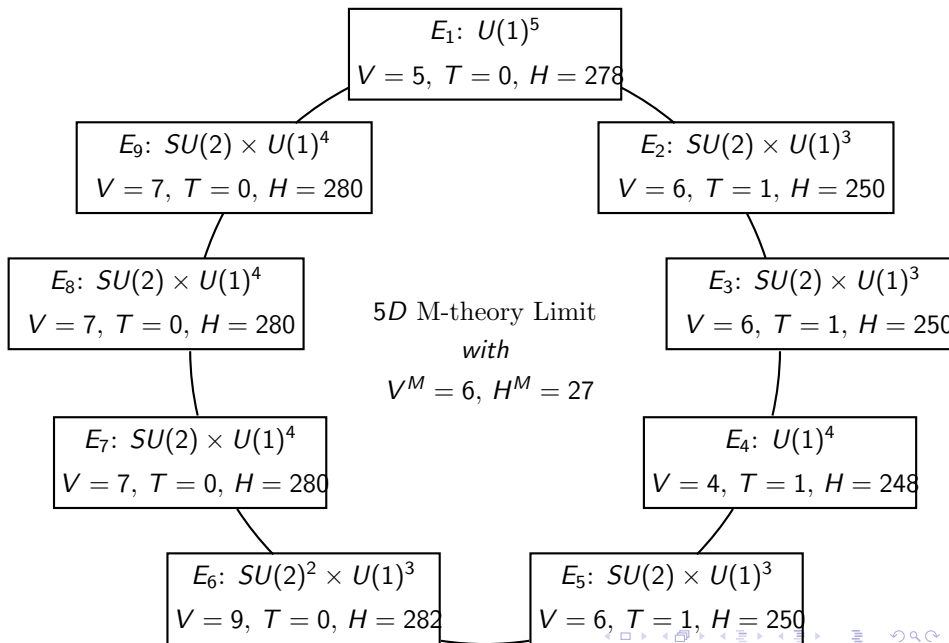 E₁: U(1)⁵
V = 5, T = 0, H = 278
E₉: SU(2) × U(1)⁴
V = 7, T = 0, H = 280
E₂: SU(2) × U(1)³
V = 6, T = 1, H = 250
E₈: SU(2) × U(1)⁴
V = 7, T = 0, H = 280
5D M-theory Limit
with
V^M = 6, H^M = 27
E₃: SU(2) × U(1)³
V = 6, T = 1, H = 250
E₇: SU(2) × U(1)⁴
V = 7, T = 0, H = 280
E₄: U(1)⁴
V = 4, T = 1, H = 248
E₆: SU(2)² × U(1)³
V = 9, T = 0, H = 282
E₅: SU(2) × U(1)³
V = 6, T = 1, H = 250